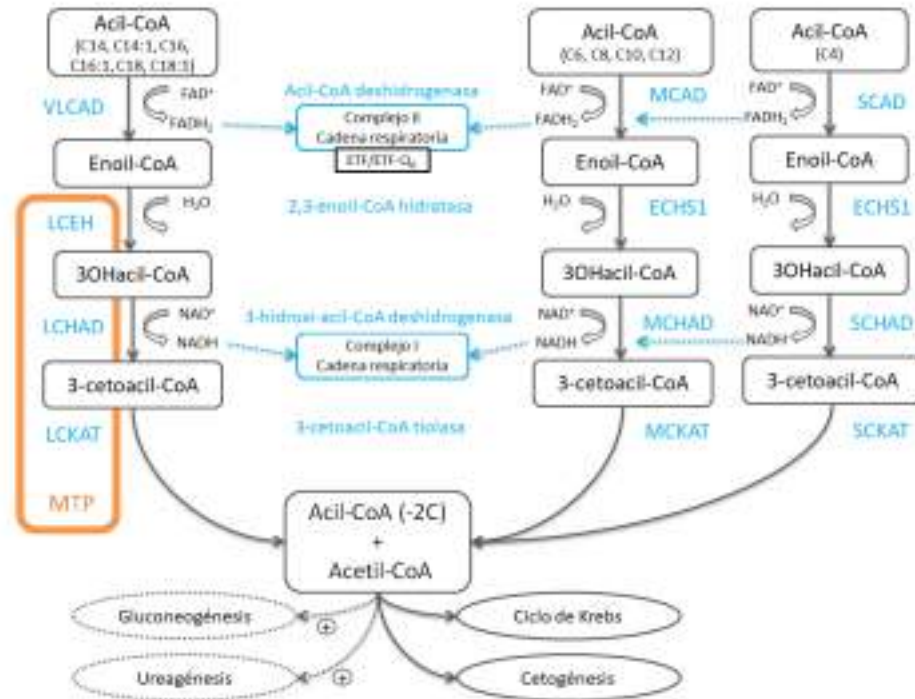 Acil-CoA
(C14, C14:1, C16,
C16:1, C18, C18:1)
Acil-CoA
(C6, C8, C10, C12)
Acil-CoA
(C4)
VLCAD
FAD⁺
FADH₂
Acil-CoA deshidrogenasa
Complejo II
Cadena respiratoria
ETF/ETF-Q₀
FAD⁺
FADH₂
MCAD
FAD⁺
FADH₂
SCAD
Enoil-CoA
Enoil-CoA
Enoil-CoA
LCEH
H₂O
2,3-enoil-CoA hidratasa
H₂O
ECHS1
H₂O
ECHS1
3OHacil-CoA
3OHacil-CoA
3OHacil-CoA
LCHAD
NAD⁺
NADH
3-hidroxi-acil-CoA deshidrogenasa
Complejo I
Cadena respiratoria
NAD⁺
NADH
MCHAD
NAD⁺
NADH
SCHAD
3-cetoacil-CoA
3-cetoacil-CoA
3-cetoacil-CoA
LCKAT
3-cetoacil-CoA tiolasa
MCKAT
SCKAT
MTP
Acil-CoA (-2C)
+
Acetil-CoA
Gluconeogénesis
+
Ciclo de Krebs
Ureagénesis
+
Cetogénesis